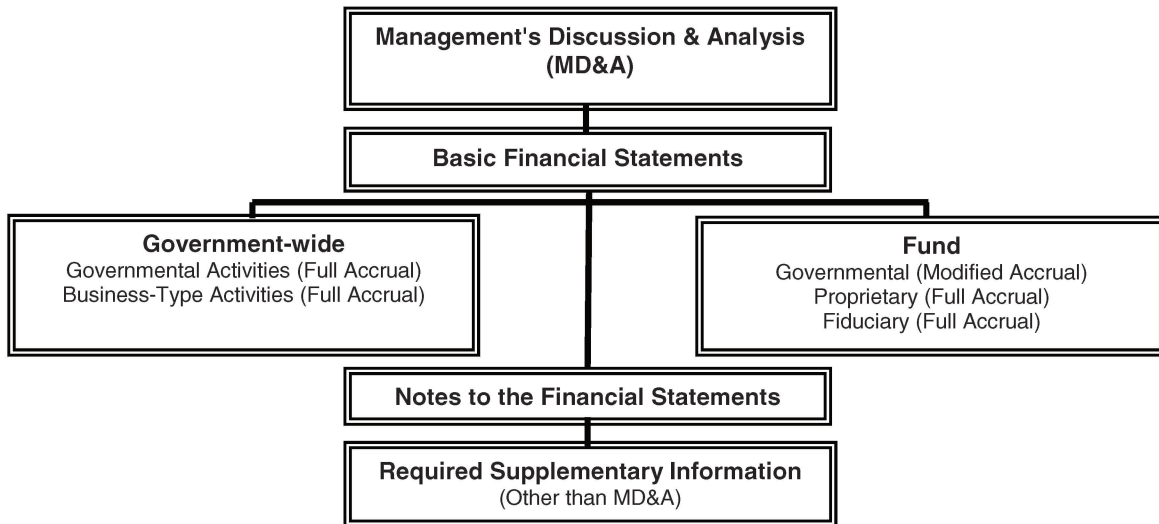 Management's Discussion & Analysis
(MD&A)
Basic Financial Statements
Government-wide
Governmental Activities (Full Accrual)
Business-Type Activities (Full Accrual)
Fund
Governmental (Modified Accrual)
Proprietary (Full Accrual)
Fiduciary (Full Accrual)
Notes to the Financial Statements
Required Supplementary Information
(Other than MD&A)